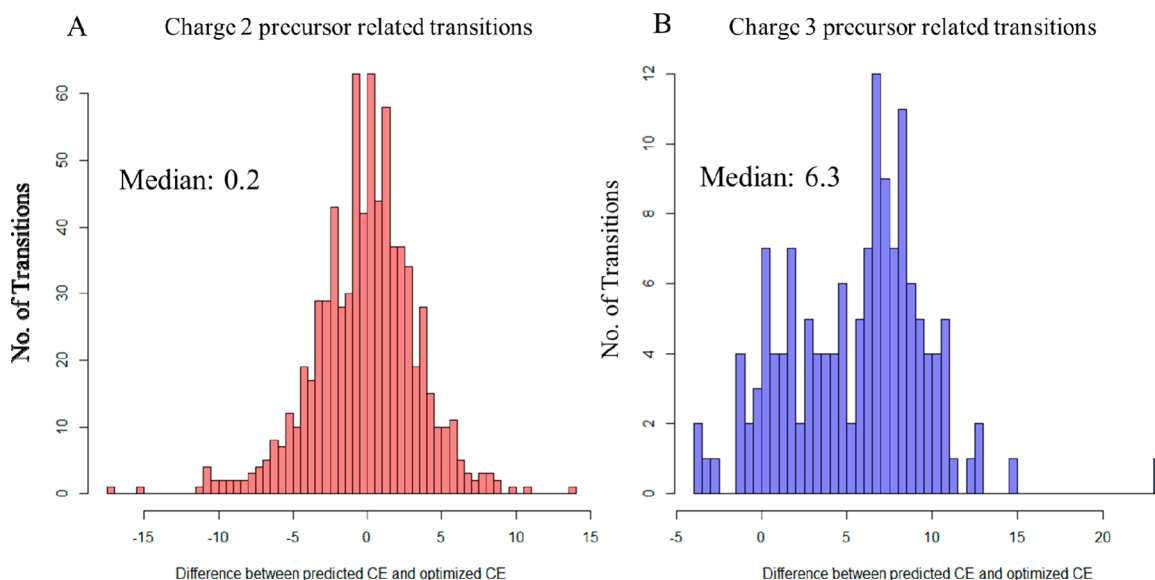 A
Charge 2 precursor related transitions
Median: 0.2
No. of Transitions
0
10
20
30
40
50
60
-15
-10
-5
0
5
10
15
Difference between predicted CE and optimized CE
B
Charge 3 precursor related transitions
Median: 6.3
No. of Transitions
0
2
4
6
8
10
12
-5
0
5
10
15
20
Difference between predicted CE and optimized CE